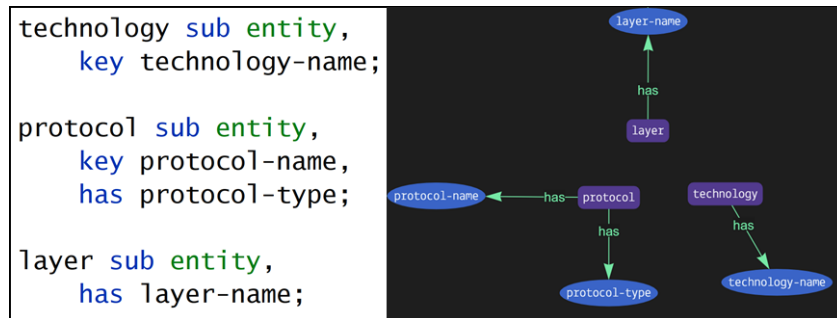 technology sub entity,
key technology-name;
protocol sub entity,
key protocol-name,
has protocol-type;
layer sub entity,
has layer-name;
layer-name
has
layer
protocol-name
has
protocol
technology
has
has
protocol-type
technology-name